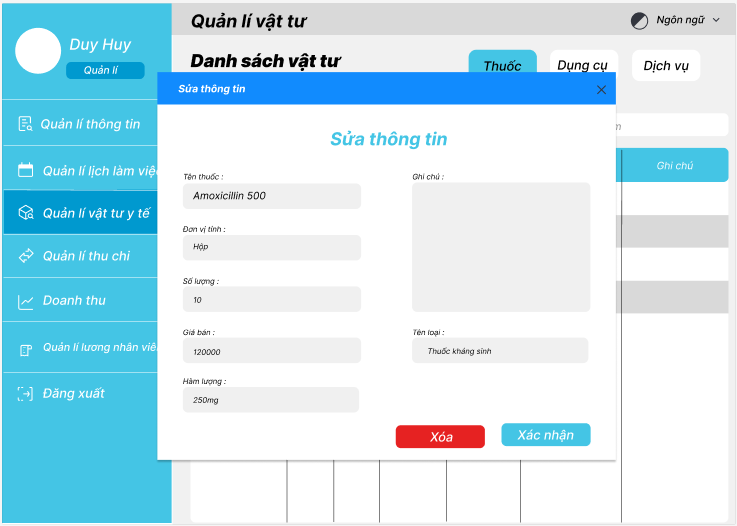 Duy Huy
Quản lí
Quản lí thông tin
Quản lí lịch làm việc
Quản lí vật tư y tế
Quản lí thu chi
Doanh thu
Quản lí lương nhân viê
Đăng xuất
Quản lí vật tư
Ngôn ngữ
Danh sách vật tư
Thuốc
Dụng cụ
Dịch vụ
m
Ghi chú
Sửa thông tin
Sửa thông tin
Tên thuốc :
Amoxicillin 500
Đơn vị tính :
Hộp
Số lượng :
10
Giá bán :
120000
Hàm lượng :
250mg
Ghi chú :
Tên loại :
Thuốc kháng sinh
Xóa
Xác nhận